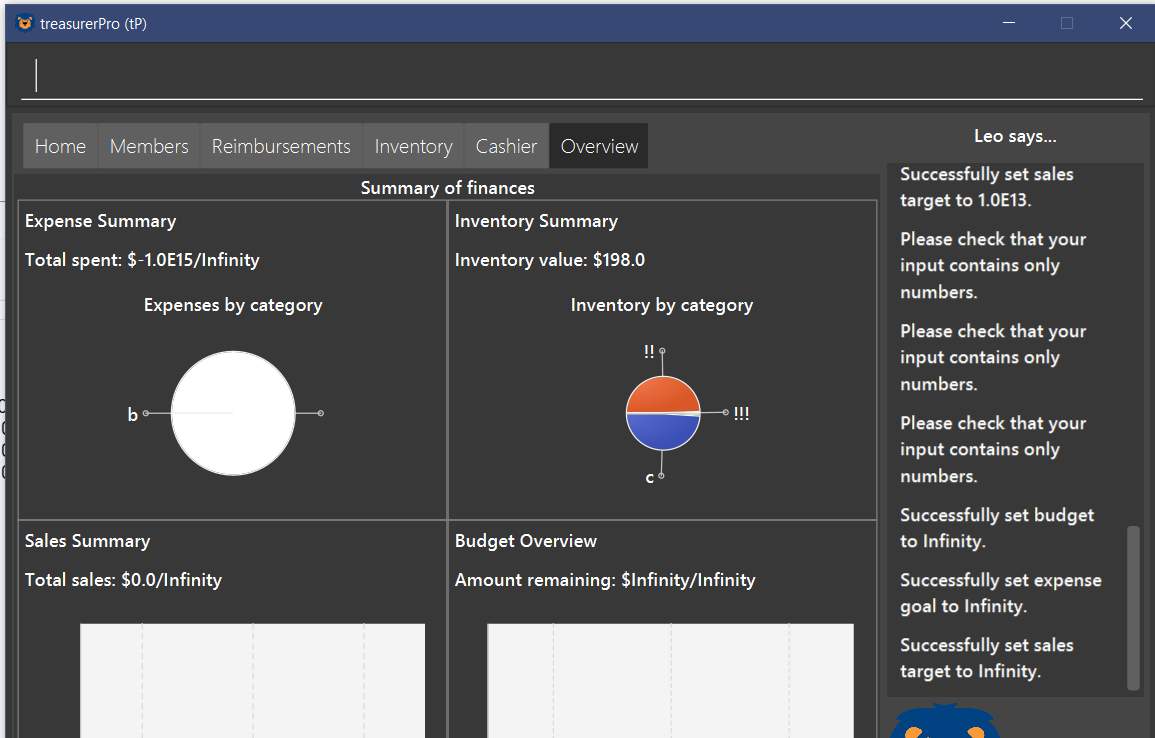 treasurerPro (tP)
Home Members Reimbursements Inventory Cashier Overview
Summary of finances
Expense Summary
Total spent: $-1.0E15/Infinity
Expenses by category
b
Inventory Summary
Inventory value: $198.0
Inventory by category
!!
!!!
c
Sales Summary
Total sales: $0.0/Infinity
Budget Overview
Amount remaining: $Infinity/Infinity
Leo says...
Successfully set sales
target to 1.0E13.
Please check that your
input contains only
numbers.
Please check that your
input contains only
numbers.
Please check that your
input contains only
numbers.
Successfully set budget
to Infinity.
Successfully set expense
goal to Infinity.
Successfully set sales
target to Infinity.